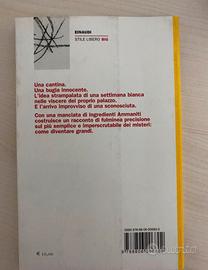 EINAUDI
STILE LIBERO BIG
Una cantina.
Una bugia innocente.
L'idea strampalata di una settimana bianca
nelle viscere del proprio palazzo.
E l'arrivo improvviso di una sconosciuta.
Con una manciata di ingredienti Ammaniti
costruisce un racconto di fulminea precisione
sul più semplice e imperscrutabile dei misteri:
come diventare grandi.